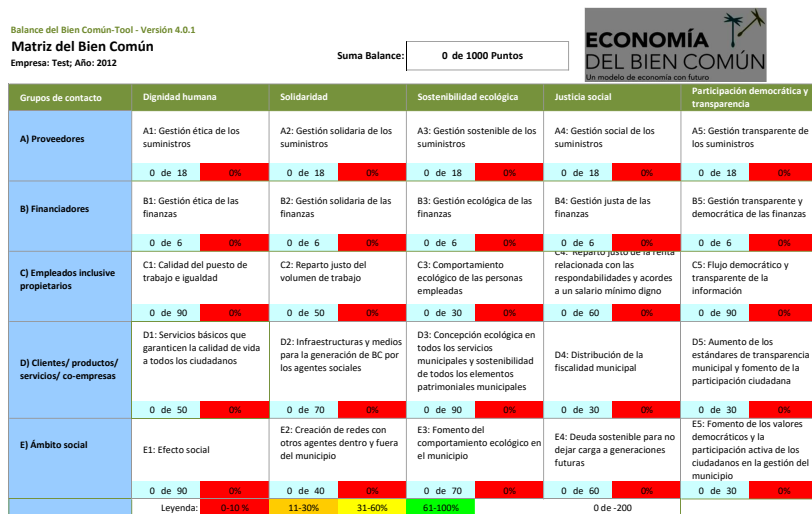 Balance del Bien Común-Tool - Versión 4.0.1
Matriz del Bien Común
Empresa: Test; Año: 2012
Suma Balance:
0 de 1000 Puntos
ECONOMÍA
DEL BIEN COMÚN
Un modelo de economía con futuro
Grupos de contacto
Dignidad humana
Solidaridad
Sostenibilidad ecológica
Justicia social
Participación democrática y
transparencia
A) Proveedores
A1: Gestión ética de los
suministros
A2: Gestión solidaria de los
suministros
A3: Gestión sostenible de los
suministros
A4: Gestión social de los
suministros
A5: Gestión transparente de
los suministros
0 de 18 0%
0 de 18 0%
0 de 18 0%
0 de 18 0%
0 de 18 0%
B) Financiadores
B1: Gestión ética de las
finanzas
B2: Gestión solidaria de las
finanzas
B3: Gestión ecológica de las
finanzas
B4: Gestión justa de las
finanzas
B5: Gestión transparente y
democrática de las finanzas
0 de 6 0%
0 de 6 0%
0 de 6 0%
0 de 6 0%
0 de 6 0%
C) Empleados inclusive
propietarios
C1: Calidad del puesto de
trabajo e igualdad
C2: Reparto justo del
volumen de trabajo
C3: Comportamiento
ecológico de las personas
empleadas
C4: Reparto justo de la renta
relacionada con las
respondabilidades y acordes
a un salario mínimo digno
C5: Flujo democrático y
transparente de la
información
0 de 90 0%
0 de 50 0%
0 de 30 0%
0 de 60 0%
0 de 90 0%
D) Clientes/ productos/
servicios/ co-empresas
D1: Servicios básicos que
garanticen la calidad de vida
a todos los ciudadanos
D2: Infraestructuras y medios
para la generación de BC por
los agentes sociales
D3: Concepción ecológica en
todos los servicios
municipales y sostenibilidad
de todos los elementos
patrimoniales municipales
D4: Distribución de la
fiscalidad municipal
D5: Aumento de los
estándares de transparencia
municipal y fomento de la
participación ciudadana
0 de 50 0%
0 de 70 0%
0 de 90 0%
0 de 30 0%
0 de 30 0%
E) Ámbito social
E1: Efecto social
E2: Creación de redes con
otros agentes dentro y fuera
del municipio
E3: Fomento del
comportamiento ecológico en
el municipio
E4: Deuda sostenible para no
dejar carga a generaciones
futuras
E5: Fomento de los valores
democráticos y la
participación activa de los
ciudadanos en la gestión del
municipio
0 de 90 0%
0 de 40 0%
0 de 70 0%
0 de 60 0%
0 de 30 0%
Leyenda: 0-10 % 11-30% 31-60% 61-100% 0 de -200